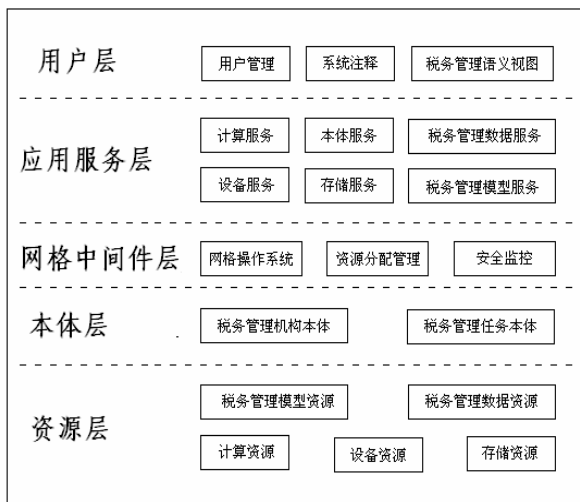 用户层
用户管理 系统注释 税务管理语义视图
应用服务层
计算服务 本体服务 税务管理数据服务
设备服务 存储服务 税务管理模型服务
网格中间件层
网格操作系统 资源分配管理 安全监控
本体层
税务管理机构本体 税务管理任务本体
资源层
税务管理模型资源 税务管理数据资源
计算资源 设备资源 存储资源